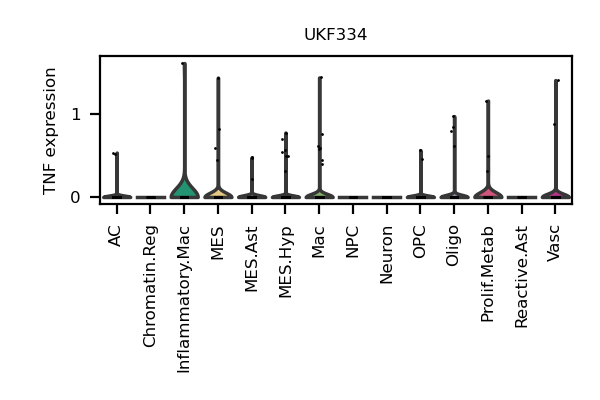 UKF334
TNF expression
1
0
AC
Chromatin.Reg
Inflammatory.Mac
MES
MES.Ast
MES.Hyp
Mac
NPC
Neuron
OPC
Oligo
Prolif.Metab
Reactive.Ast
Vasc